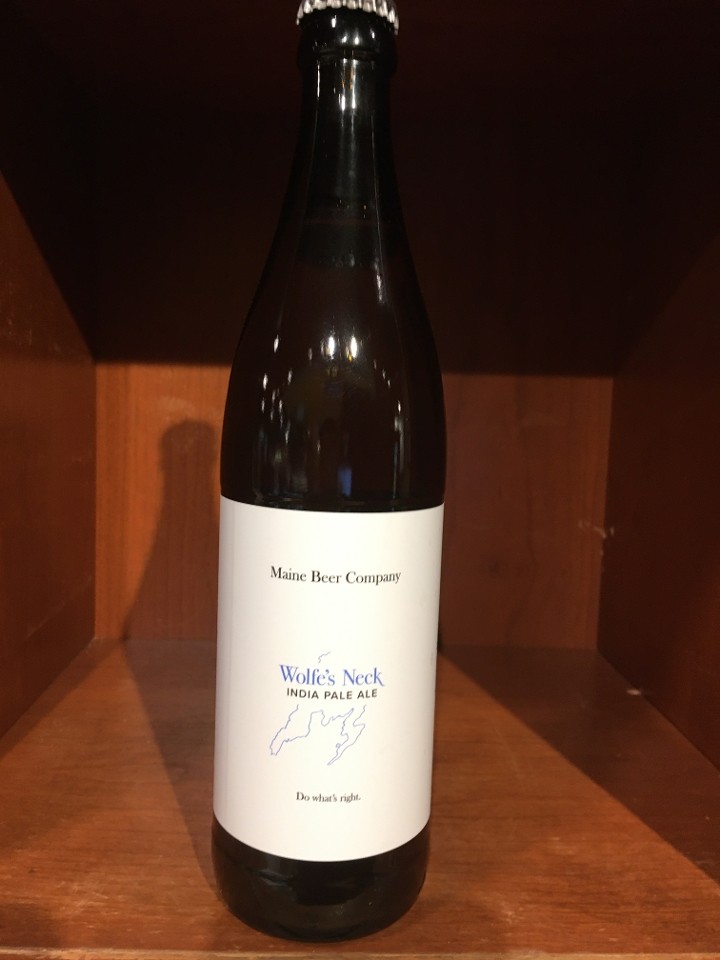 Maine Beer Company
Wolfe's Neck
INDIA PALE ALE
Do what's right.